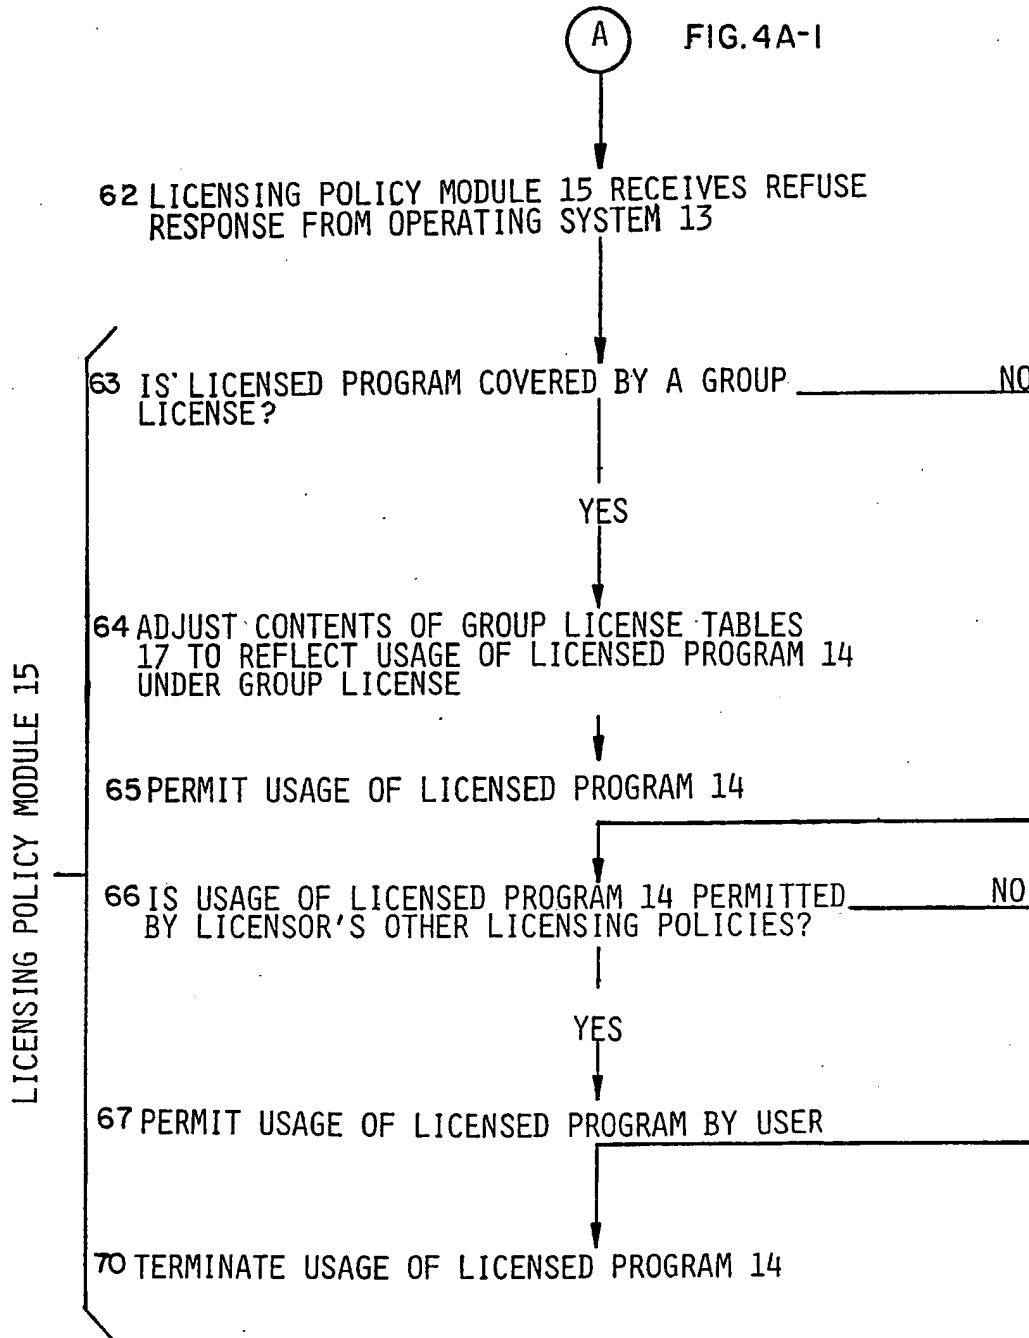 A FIG.4A-1
62 LICENSING POLICY MODULE 15 RECEIVES REFUSE
RESPONSE FROM OPERATING SYSTEM 13
63 IS LICENSED PROGRAM COVERED BY A GROUP NO
LICENSE?
YES
64 ADJUST CONTENTS OF GROUP LICENSE TABLES
17 TO REFLECT USAGE OF LICENSED PROGRAM 14
UNDER GROUP LICENSE
65 PERMIT USAGE OF LICENSED PROGRAM 14
66 IS USAGE OF LICENSED PROGRAM 14 PERMITTED NO
BY LICENSOR'S OTHER LICENSING POLICIES?
YES
67 PERMIT USAGE OF LICENSED PROGRAM BY USER
70 TERMINATE USAGE OF LICENSED PROGRAM 14
LICENSING POLICY MODULE 15